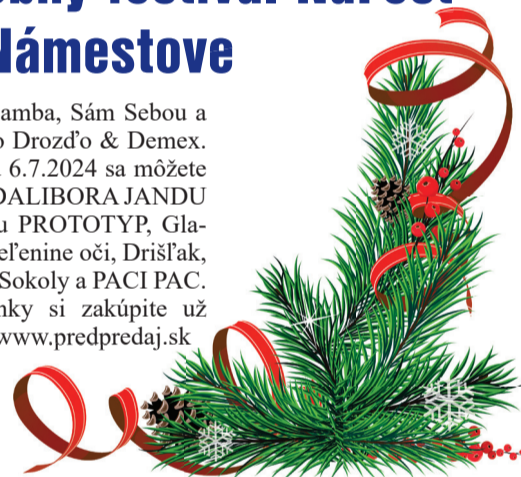 Námestove
amba, Sám Sebou a
Drozďo & Demex.
6.7.2024 sa môžete
DALIBORA JANDU
u PROTOTYP, Gla-
eľenine oči, Drišľak,
Sokoly a PACI PAC.
nky si zakúpite už
www.predpredaj.sk